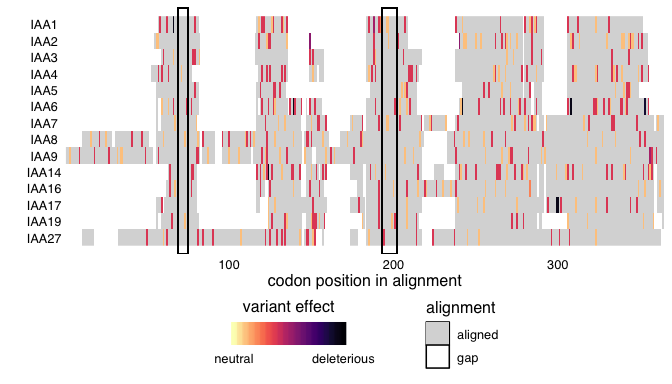 IAA1
IAA2
IAA3
IAA4
IAA5
IAA6
IAA7
IAA8
IAA9
IAA14
IAA16
IAA17
IAA19
IAA27
100 200 300
codon position in alignment
variant effect alignment
aligned
neutral deleterious gap